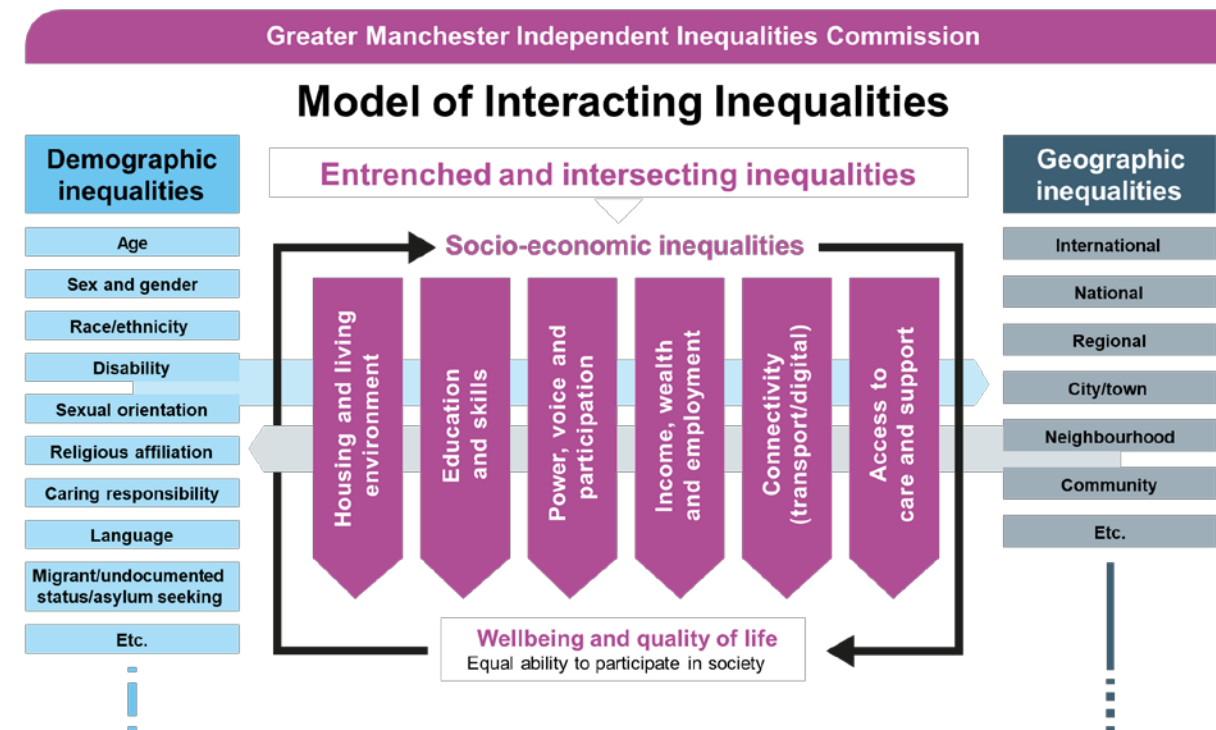 Greater Manchester Independent Inequalities Commission
Model of Interacting Inequalities
Demographic
inequalities
Age
Sex and gender
Race/ethnicity
Disability
Sexual orientation
Religious affiliation
Caring responsibility
Language
Migrant/undocumented
status/asylum seeking
Etc.
Entrenched and intersecting inequalities
Socio-economic inequalities
Housing and living
environment
Education
and skills
Power, voice and
participation
Income, wealth
and employment
Connectivity
(transport/digital)
Access to
care and support
Wellbeing and quality of life
Equal ability to participate in society
Geographic
inequalities
International
National
Regional
City/town
Neighbourhood
Community
Etc.